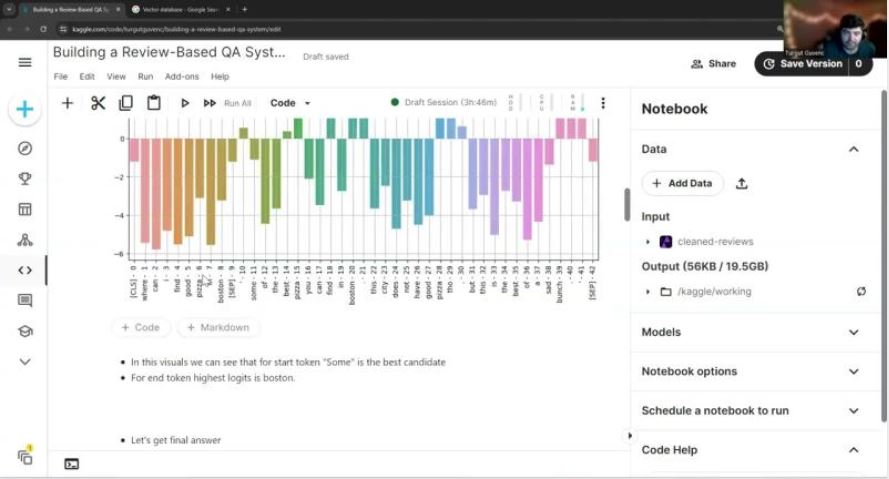 Building a Review-Based QA Sy
Vector database - Google Sea
kaggle.com/code/turgutguvenc/building-a-review-based-qa-system/edit
Turgut Guvenc
Building a Review-Based QA Syst...
Draft saved
Share
Save Version
0
File Edit View Run Add-ons Help
Run All
Code
Draft Session (3h:46m)
HDD
CPU
RAM
0
−2
−4
−6
[CLS] - 0
where - 1
can - 2
i - 3
find - 4
good - 5
pizza - 6
boston - 8
[SEP] - 9
- 10
some - 11
of - 12
the - 13
best - 14
pizza - 15
you - 16
can - 17
find - 18
in - 19
boston - 20
. - 21
this - 22
city - 23
does - 24
not - 25
have - 26
good - 27
pizza - 28
tho - 29
. - 30
but - 31
this - 32
is - 33
the - 34
best - 35
of - 36
a - 37
sad - 38
bunch - 39
. - 40
[SEP] - 42
+ Code
+ Markdown
• In this visuals we can see that for start token "Some" is the best candidate
• For end token highest logits is boston.
• Let's get final answer
Notebook
Data
+ Add Data
Input
cleaned-reviews
Output (56KB / 19.5GB)
/kaggle/working
Models
Notebook options
Schedule a notebook to run
Code Help